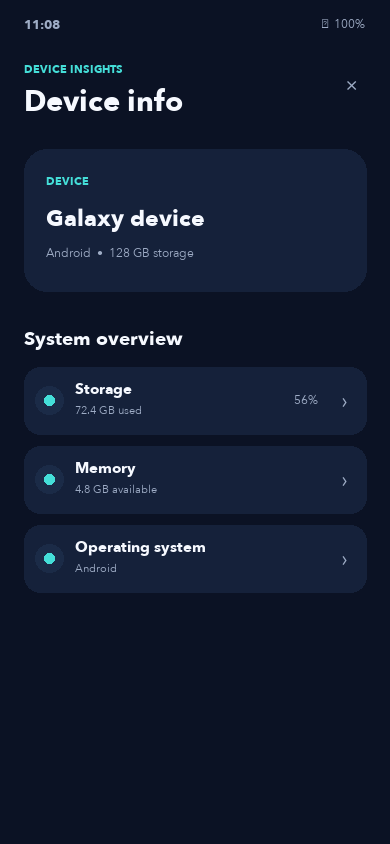 11:08
100%
DEVICE INSIGHTS
Device info
×
DEVICE
Galaxy device
Android • 128 GB storage
System overview
Storage
72.4 GB used
56%
›
Memory
4.8 GB available
›
Operating system
Android
›